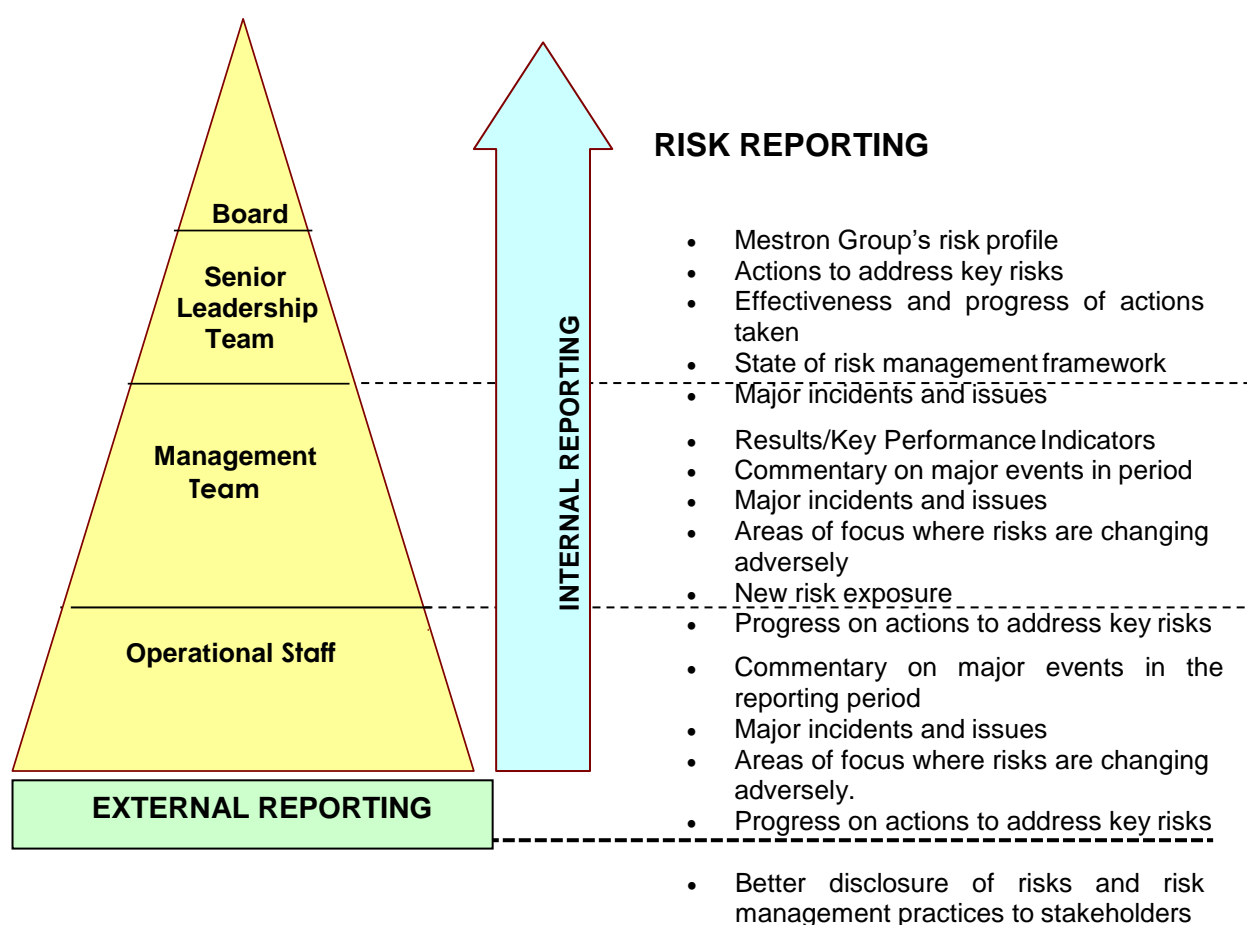 Board
Senior
Leadership
Team
Management
Team
Operational Staff
EXTERNAL REPORTING
INTERNAL REPORTING
RISK REPORTING
• Mestron Group's risk profile
• Actions to address key risks
• Effectiveness and progress of actions
taken
• State of risk management framework
• Major incidents and issues
• Results/Key Performance Indicators
• Commentary on major events in period
• Major incidents and issues
• Areas of focus where risks are changing
adversely
• New risk exposure
• Progress on actions to address key risks
• Commentary on major events in the
reporting period
• Major incidents and issues
• Areas of focus where risks are changing
adversely.
• Progress on actions to address key risks
• Better disclosure of risks and risk
management practices to stakeholders